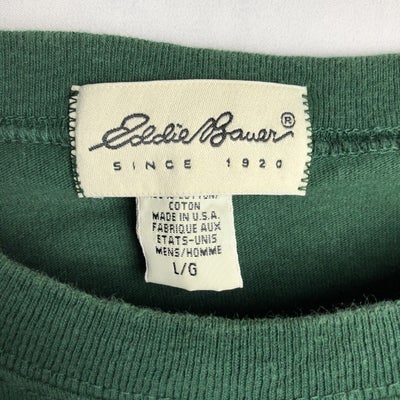 Eddie Bauer®
SINCE 1920
COTTON/
COTON
MADE IN U.S.A.
FABRIQUE AUX
ETATS-UNIS
MENS/HOMME
L/G